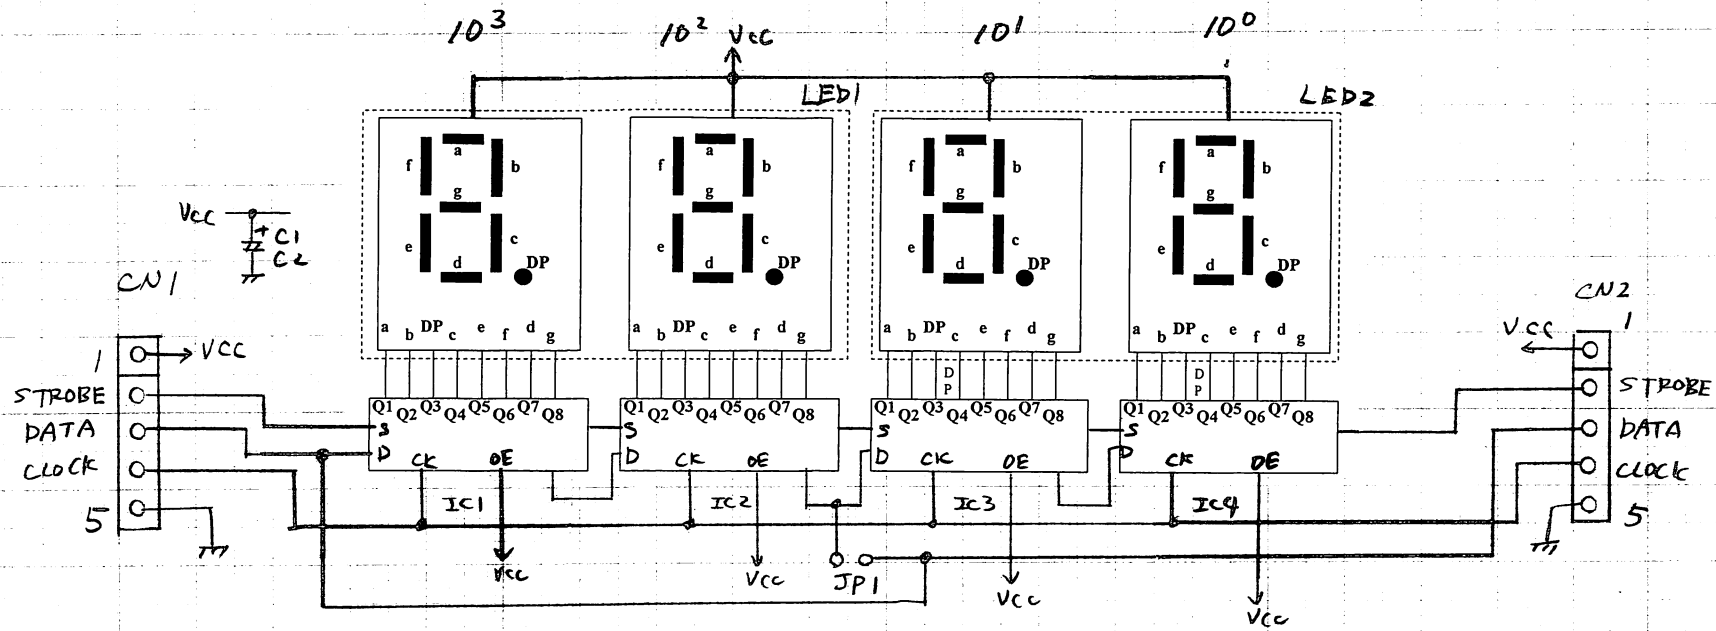 10³ 10² 10¹ 10⁰
Vcc
LED1 LED2
a a a a
f b f b f b f b
g g g g
Vcc
C1
C2
e c e c e c e c
d d d d
DP DP DP DP
CN1 CN2
a b DP c e f d g
a b DP c e f d g
a b DP c e f d g
a b DP c e f d g
1 VCC
VCC 1
DP DP
STROBE
DATA
CLOCK
5
Q1 Q2 Q3 Q4 Q5 Q6 Q7 Q8
S
D
CK OE
Q1 Q2 Q3 Q4 Q5 Q6 Q7 Q8
S
D
CK OE
Q1 Q2 Q3 Q4 Q5 Q6 Q7 Q8
S
D
CK OE
Q1 Q2 Q3 Q4 Q5 Q6 Q7 Q8
S
D
CK OE
STROBE
DATA
CLOCK
5
IC1 IC2 IC3 IC4
Vcc Vcc JP1 Vcc Vcc